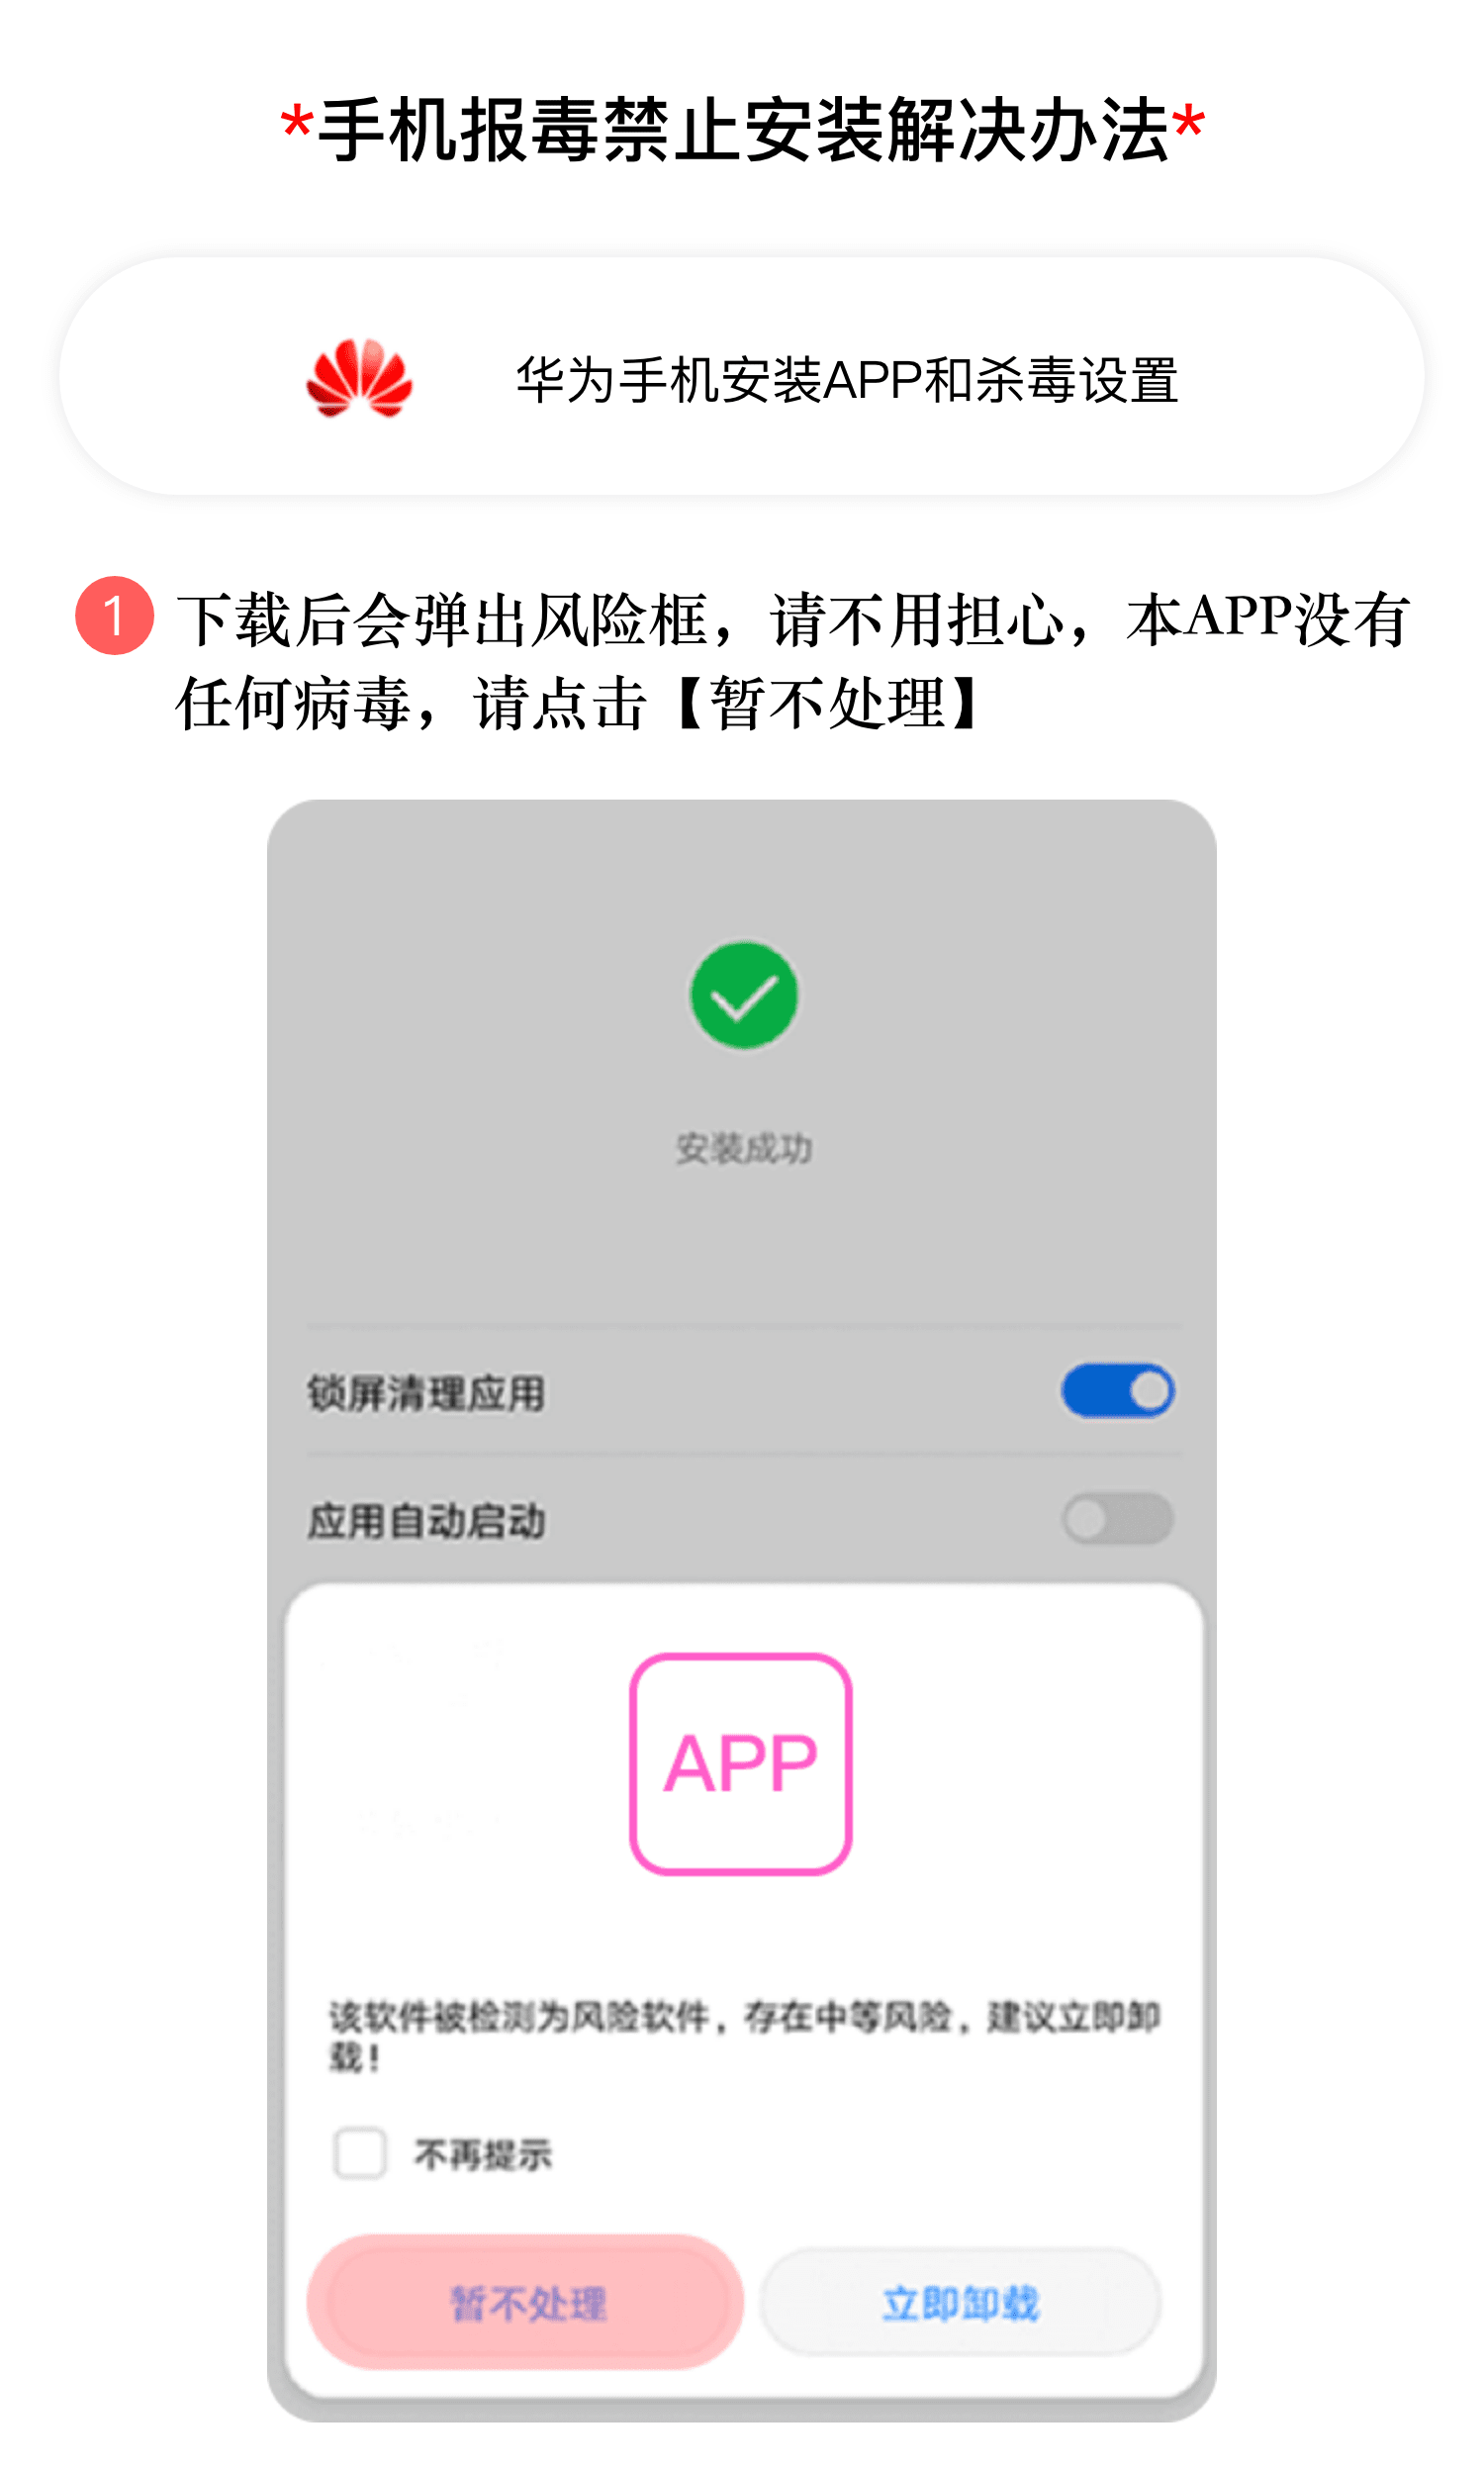 *手机报毒禁止安装解决办法*
华为手机安装APP和杀毒设置
1 下载后会弹出风险框，请不用担心，本APP没有
任何病毒，请点击【暂不处理】
安装成功
锁屏清理应用
应用自动启动
APP
该软件被检测为风险软件，存在中等风险，建议立即卸
载！
不再提示
暂不处理 立即卸载